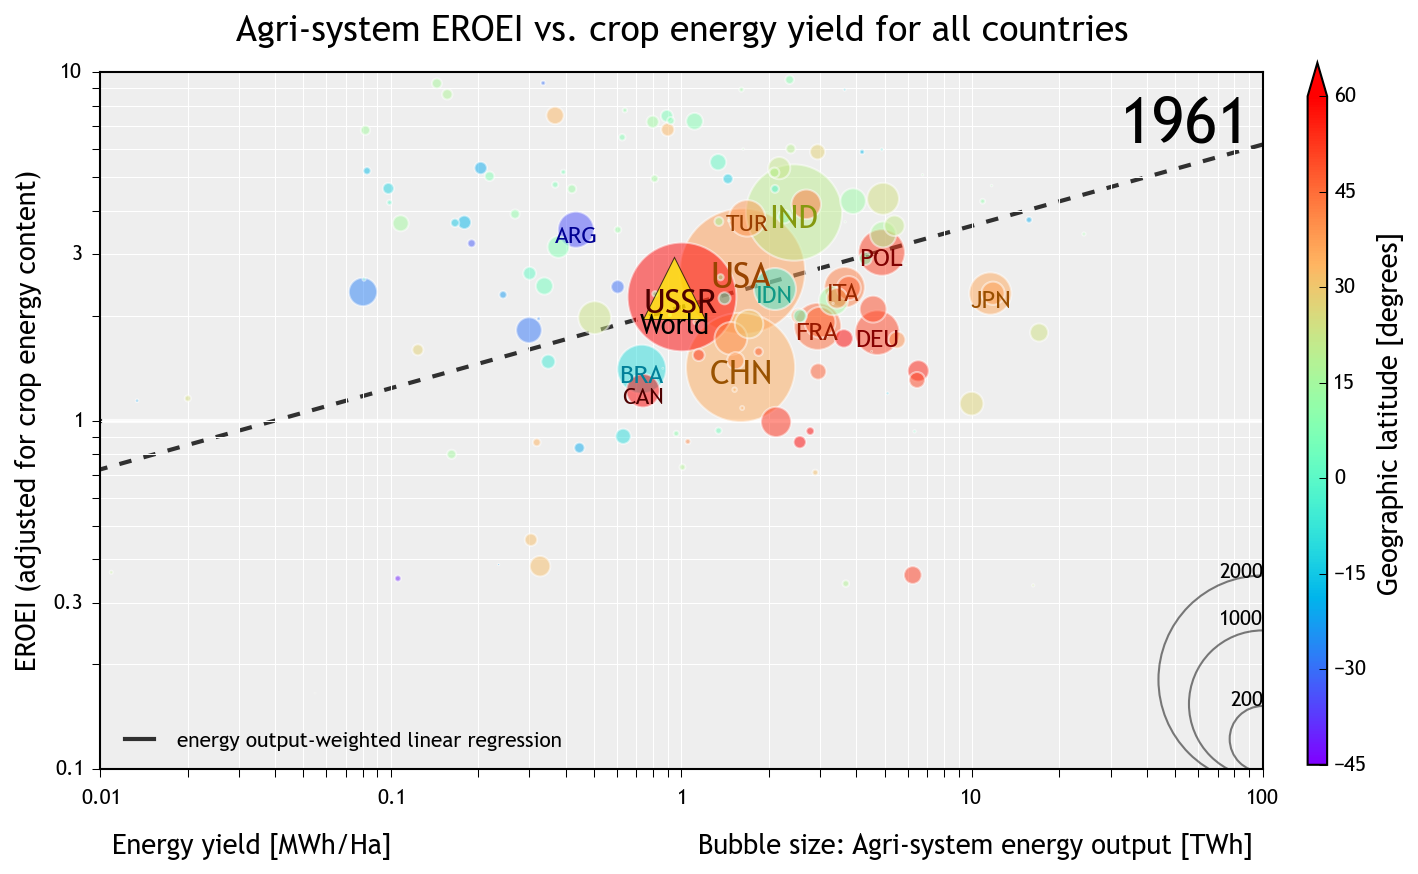 Agri-system EROEI vs. crop energy yield for all countries
1961
EROEI (adjusted for crop energy content)
10
3
1
0.3
0.1
0.01
0.1
1
10
100
Energy yield [MWh/Ha]
Bubble size: Agri-system energy output [TWh]
TUR
IND
ARG
POL
USA
IDN
ITA
JPN
USSR
World
FRA
DEU
BRA
CHN
CAN
2000
1000
200
energy output-weighted linear regression
60
45
30
15
0
−15
−30
−45
Geographic latitude [degrees]